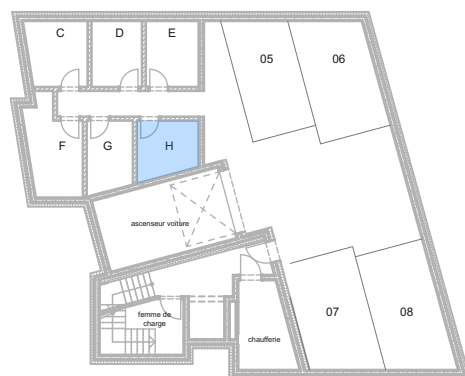 C
D
E
05
06
F
G
H
ascenseur voiture
femme de
charge
chaufferie
07
08